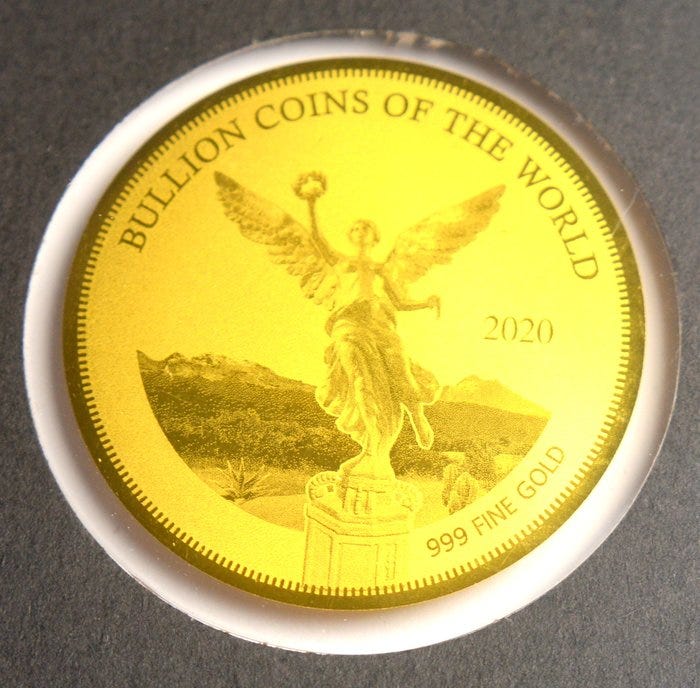 BULLION COINS OF THE WORLD
2020
999 FINE GOLD